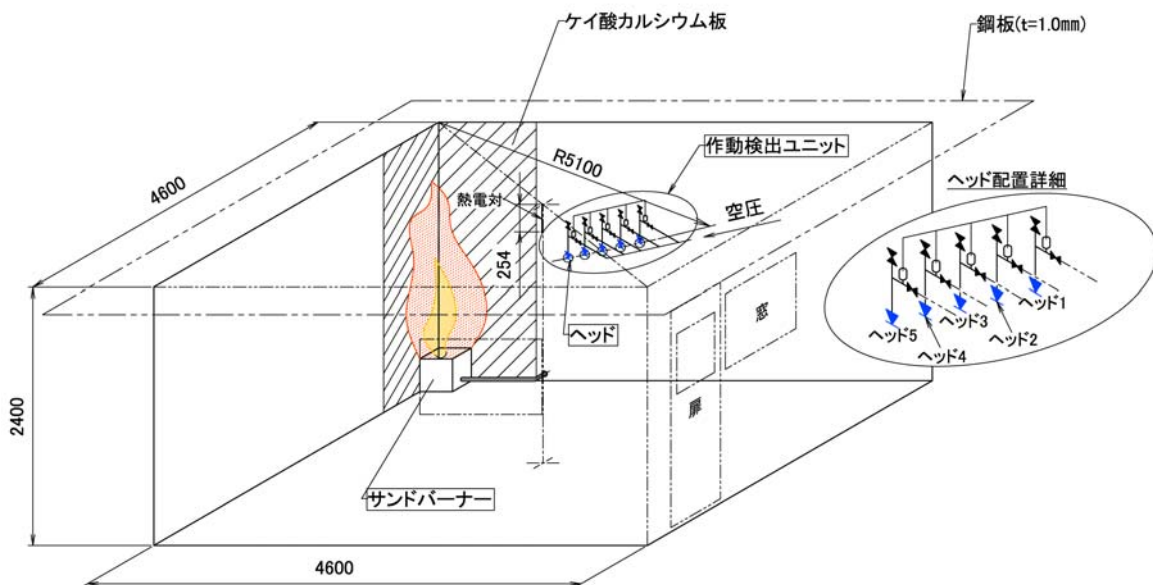 ケイ酸カルシウム板
鋼板(t=1.0mm)
4600
R5100
作動検出ユニット
熱電対
空圧
254
ヘッド
ヘッド配置詳細
ヘッド1
ヘッド2
ヘッド3
ヘッド4
ヘッド5
窓
扉
2400
サンドバーナー
4600